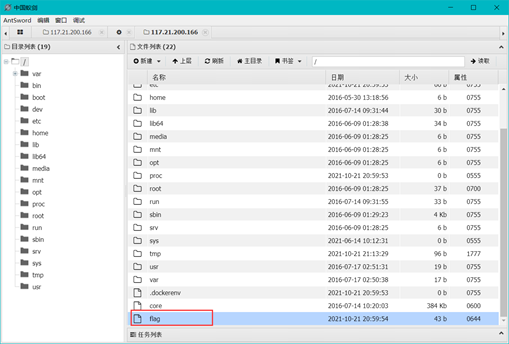 中国蚁剑
AntSword 编辑 窗口 调试
117.21.200.166 117.21.200.166
目录列表 (19) 文件列表 (22)
新建 上层 刷新 主目录 书签 / 读取
名称 日期 大小 属性
/
var
bin
boot
dev
etc
home
lib
lib64
media
mnt
opt
proc
root
run
sbin
srv
sys
tmp
usr
etc 2021-10-21 20:59:53 66 b 0755
home 2016-05-30 13:18:56 6 b 0755
lib 2016-07-14 09:31:44 30 b 0755
lib64 2016-06-09 01:28:38 34 b 0755
media 2016-06-09 01:28:25 6 b 0755
mnt 2016-06-09 01:28:25 6 b 0755
opt 2016-06-09 01:28:25 6 b 0755
proc 2021-10-21 20:59:53 0 b 0555
root 2016-06-09 01:28:25 37 b 0700
run 2016-07-14 09:31:55 33 b 0755
sbin 2016-06-09 01:29:23 4 Kb 0755
srv 2016-06-09 01:28:25 6 b 0755
sys 2021-06-14 10:12:31 0 b 0555
tmp 2021-10-21 21:13:29 96 b 1777
usr 2016-07-17 02:51:31 19 b 0755
var 2016-07-17 02:50:38 17 b 0755
.dockerenv 2021-10-21 20:59:53 0 b 0755
core 2016-07-14 10:20:03 384 Kb 0600
flag 2021-10-21 20:59:54 43 b 0644
任务列表